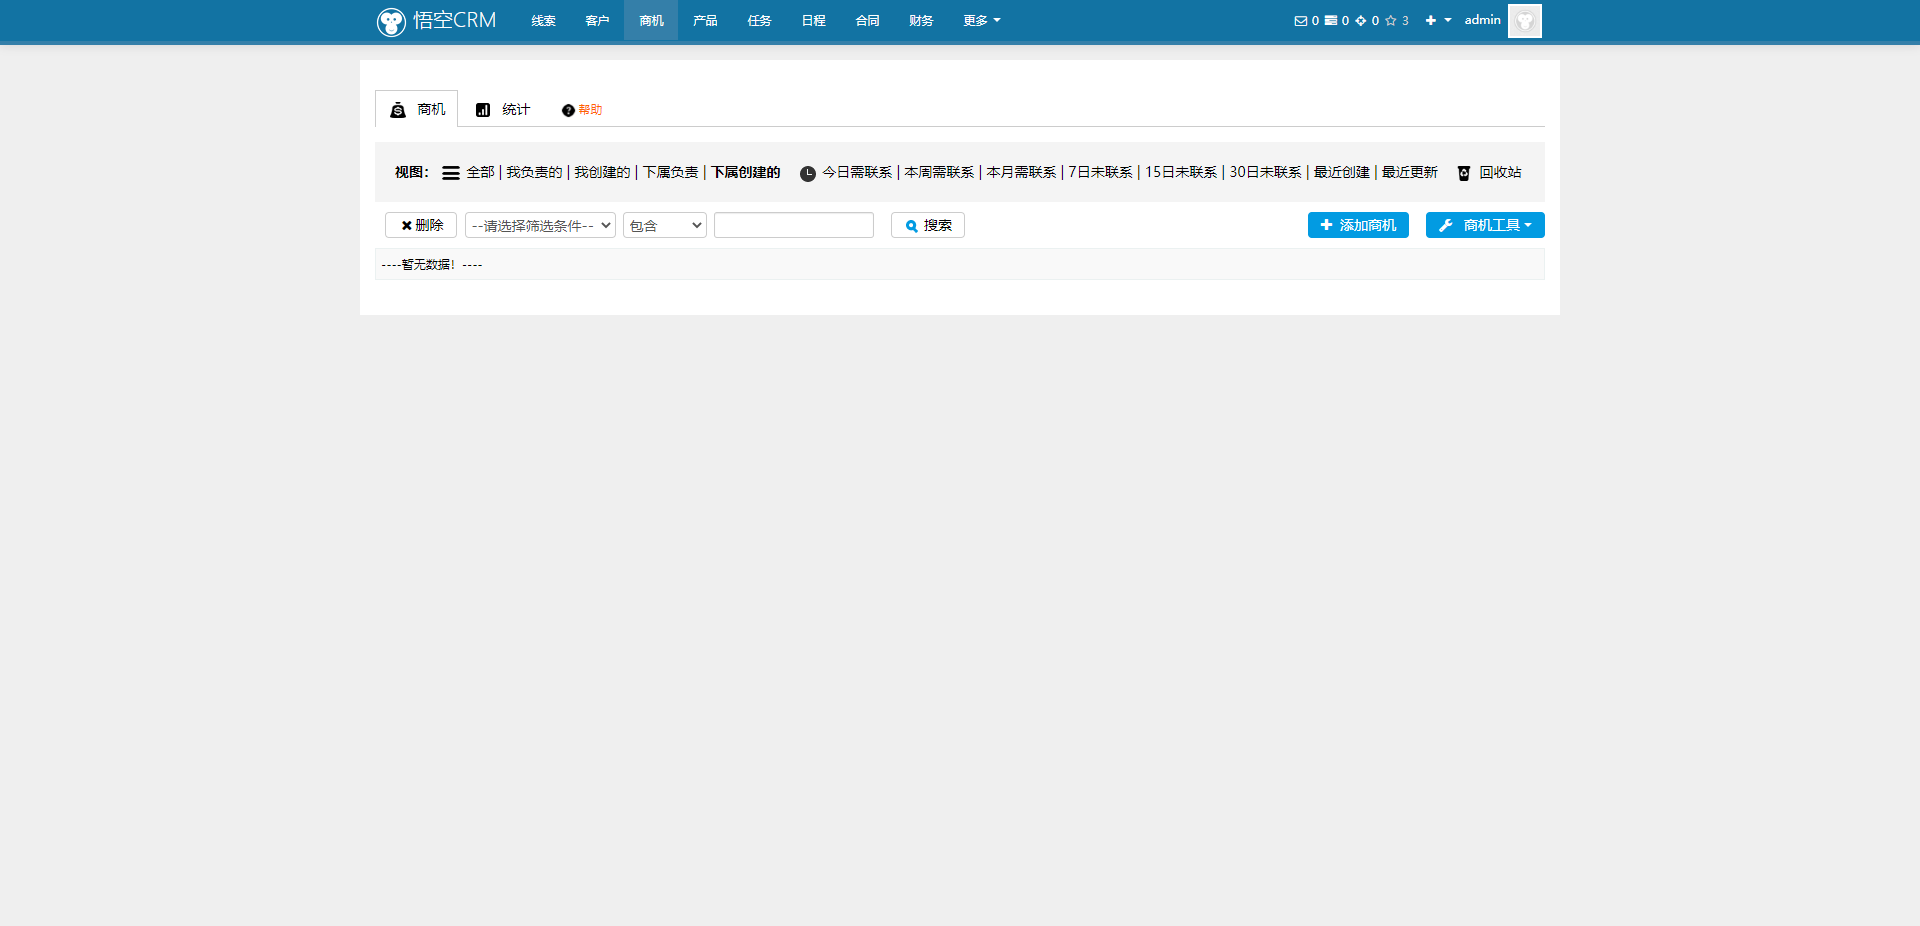 悟空CRM 线索 客户 商机 产品 任务 日程 合同 财务 更多 0 0 0 3 admin
商机 统计 帮助
视图： 全部 | 我负责的 | 我创建的 | 下属负责 | 下属创建的 今日需联系 | 本周需联系 | 本月需联系 | 7日未联系 | 15日未联系 | 30日未联系 | 最近创建 | 最近更新 回收站
删除 --请选择筛选条件-- 包含 搜索 添加商机 商机工具
----暂无数据！----